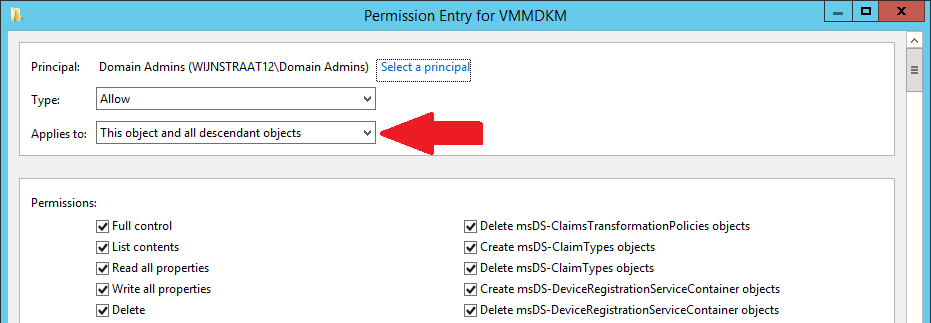 Permission Entry for VMMDKM
Principal: Domain Admins (WIJNSTRAAT12\Domain Admins) Select a principal
Type: Allow
Applies to: This object and all descendant objects
Permissions:
Full control Delete msDS-ClaimsTransformationPolicies objects
List contents Create msDS-ClaimTypes objects
Read all properties Delete msDS-ClaimTypes objects
Write all properties Create msDS-DeviceRegistrationServiceContainer objects
Delete Delete msDS-DeviceRegistrationServiceContainer objects